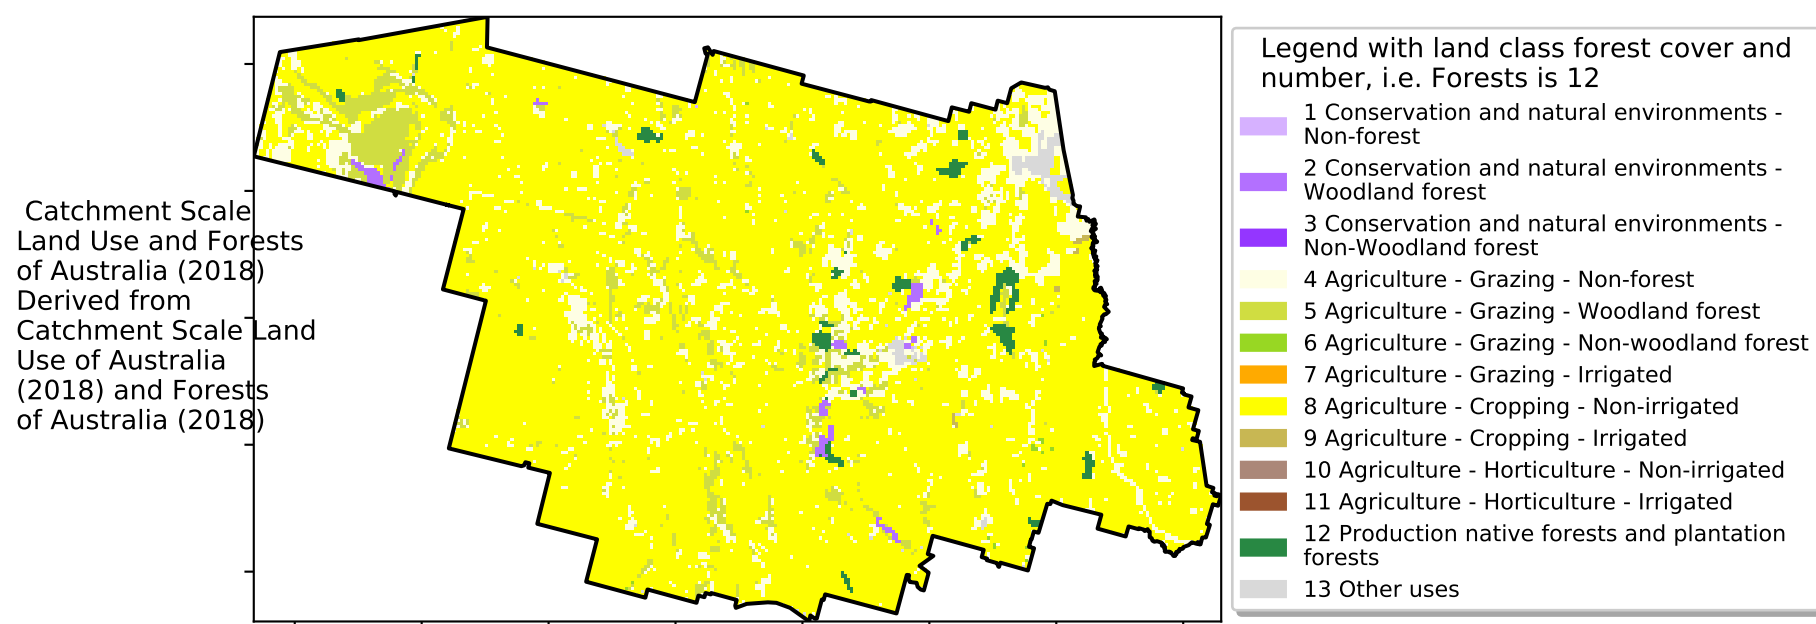 Catchment Scale
Land Use and Forests
of Australia (2018)
Derived from
Catchment Scale Land
Use of Australia
(2018) and Forests
of Australia (2018)
Legend with land class forest cover and
number, i.e. Forests is 12
1 Conservation and natural environments -
Non-forest
2 Conservation and natural environments -
Woodland forest
3 Conservation and natural environments -
Non-Woodland forest
4 Agriculture - Grazing - Non-forest
5 Agriculture - Grazing - Woodland forest
6 Agriculture - Grazing - Non-woodland forest
7 Agriculture - Grazing - Irrigated
8 Agriculture - Cropping - Non-irrigated
9 Agriculture - Cropping - Irrigated
10 Agriculture - Horticulture - Non-irrigated
11 Agriculture - Horticulture - Irrigated
12 Production native forests and plantation
forests
13 Other uses